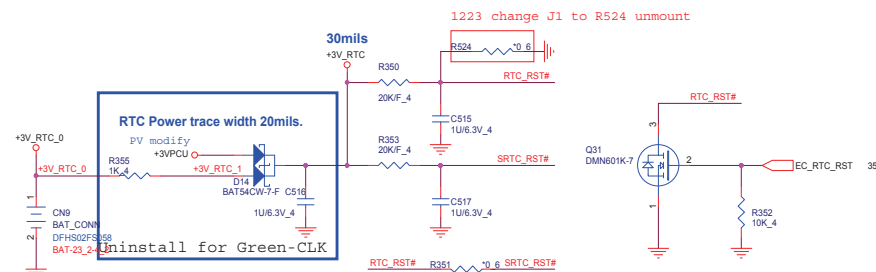 1223 change J1 to R524 unmount
30mils
+3V_RTC
R524
*0_6
R350
RTC_RST#
20K/F_4
RTC Power trace width 20mils.
C515
1U/6.3V_4
RTC_RST#
PV modify
+3VPCU
+3V_RTC_0
R355
1K_4
+3V_RTC_0
+3V_RTC_1
D14
BAT54CW-7-F
C516
1U/6.3V_4
R353
20K/F_4
SRTC_RST#
C517
1U/6.3V_4
3
Q31
DMN601K-7
2
1
EC_RTC_RST
35
R352
10K_4
1
CN9
BAT_CONN
2
DFHS02FS058
Uninstall for Green-CLK
RTC_RST#
R351
*0_6
SRTC_RST#